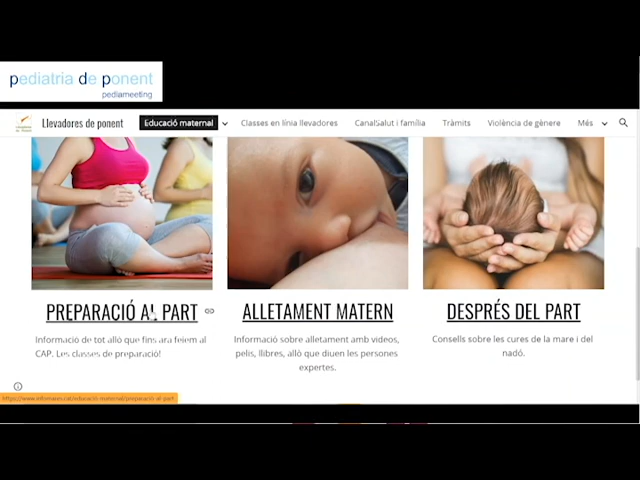 pediatria de ponent
pediameeting
Llevadores de ponent
Educació maternal
Classes en línia llevadores
CanalSalut i família
Tràmits
Violència de gènere
Més
PREPARACIÓ AL PART
ALLETAMENT MATERN
DESPRÉS DEL PART
Informació de tot allò que fins ara fèiem al
CAP. Les classes de preparació!
Informació sobre alletament amb vídeos,
pelis, llibres, allò que diuen les persones
expertes.
Consells sobre les cures de la mare i del
nadó.